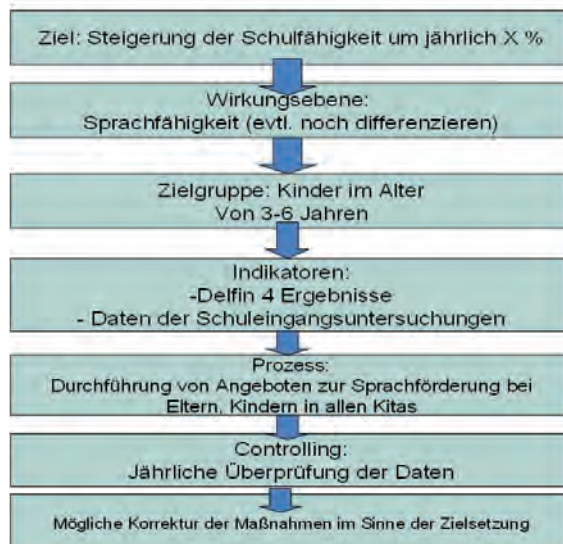 Ziel: Steigerung der Schulfähigkeit um jährlich X %
Wirkungsebene:
Sprachfähigkeit (evtl. noch differenzieren)
Zielgruppe: Kinder im Alter
Von 3-6 Jahren
Indikatoren:
-Delfin 4 Ergebnisse
- Daten der Schuleingangsuntersuchungen
Prozess:
Durchführung von Angeboten zur Sprachförderung bei
Eltern, Kindern in allen Kitas
Controlling:
Jährliche Überprüfung der Daten
Mögliche Korrektur der Maßnahmen im Sinne der Zielsetzung